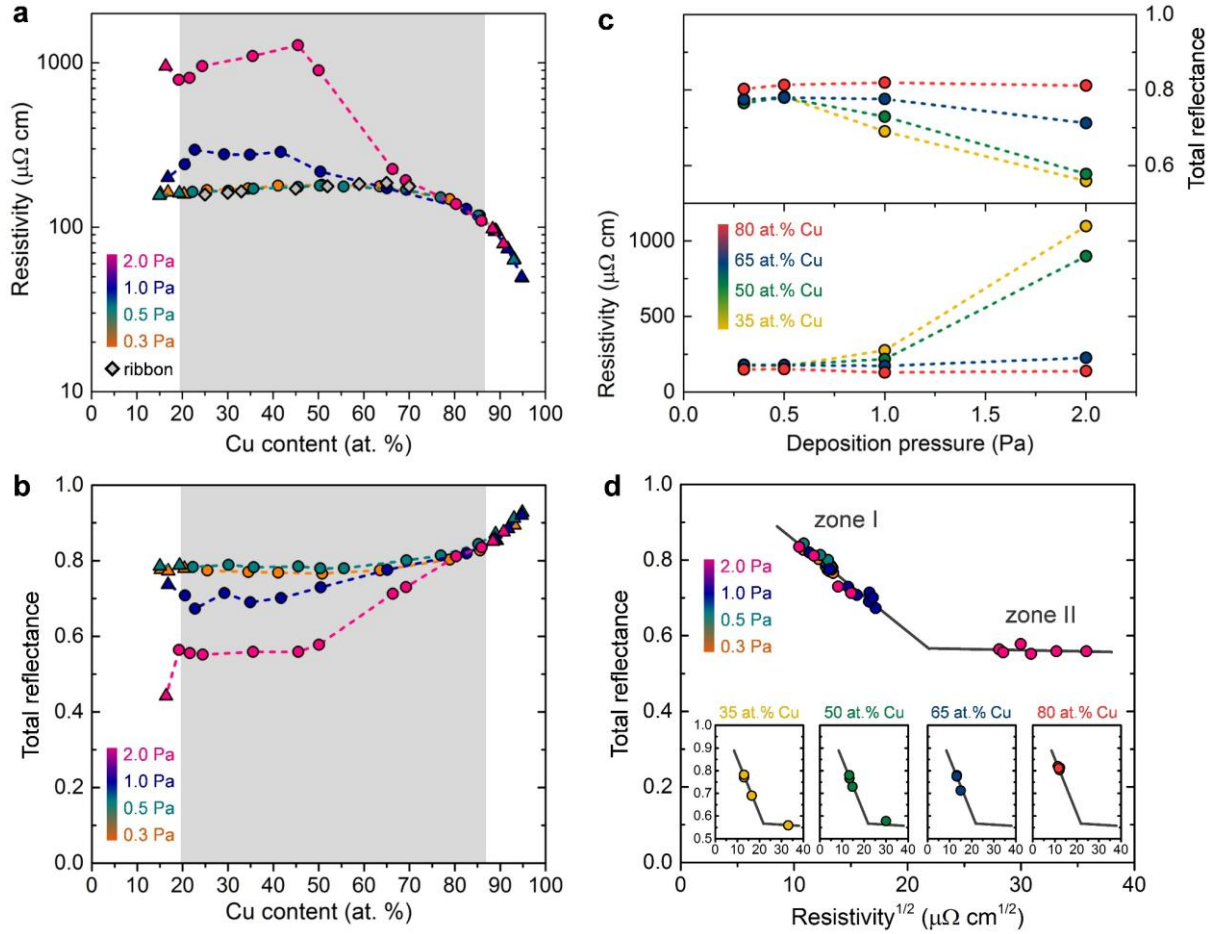 a
1000
100
10
Resistivity (μΩ cm)
2.0 Pa
1.0 Pa
0.5 Pa
0.3 Pa
ribbon
0 10 20 30 40 50 60 70 80 90 100
Cu content (at. %)
c
1.0
0.8
0.6
Total reflectance
1000
500
0
Resistivity (μΩ cm)
80 at.% Cu
65 at.% Cu
50 at.% Cu
35 at.% Cu
0.0 0.5 1.0 1.5 2.0
Deposition pressure (Pa)
b
1.0
0.8
0.6
0.4
0.2
0.0
Total reflectance
2.0 Pa
1.0 Pa
0.5 Pa
0.3 Pa
0 10 20 30 40 50 60 70 80 90 100
Cu content (at. %)
d
1.0
0.8
0.6
0.4
0.2
0.0
Total reflectance
zone I
zone II
2.0 Pa
1.0 Pa
0.5 Pa
0.3 Pa
35 at.% Cu 50 at.% Cu 65 at.% Cu 80 at.% Cu
1.0
0.9
0.8
0.7
0.6
0.5
0 10 20 30 40 0 10 20 30 40 0 10 20 30 40 0 10 20 30 40
0 10 20 30 40
Resistivity^1/2 (μΩ cm^1/2)